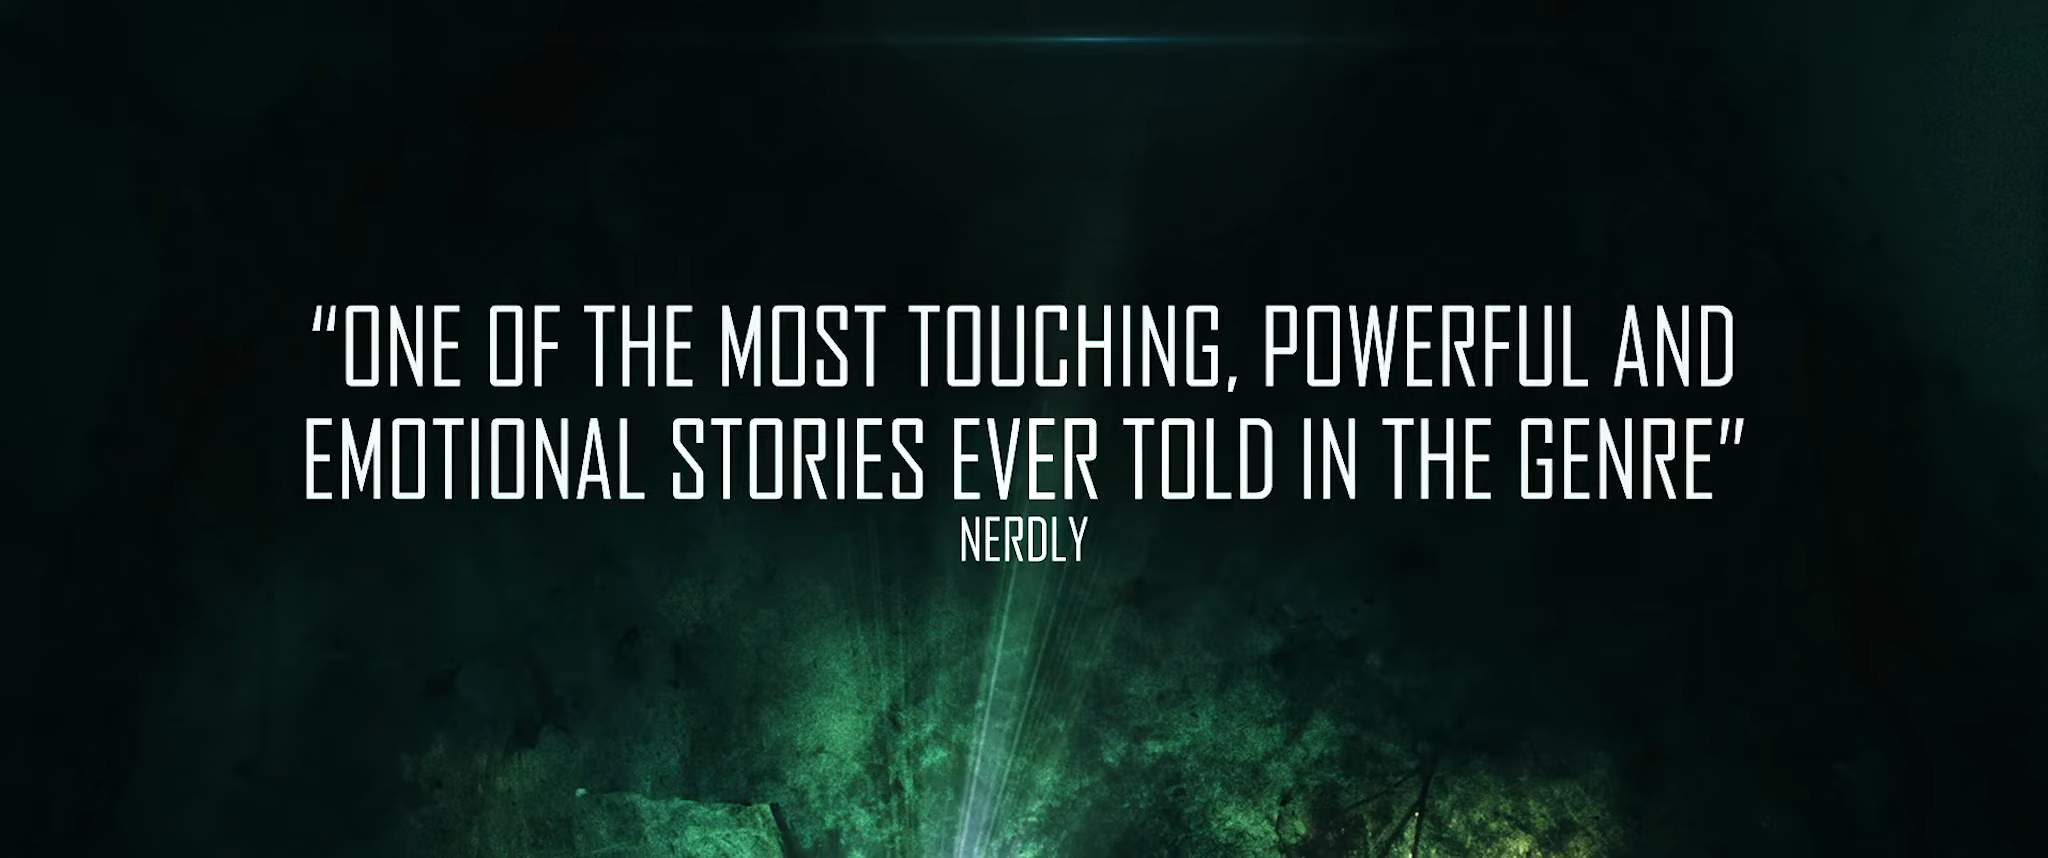 “ONE OF THE MOST TOUCHING, POWERFUL AND
EMOTIONAL STORIES EVER TOLD IN THE GENRE”
NERDLY